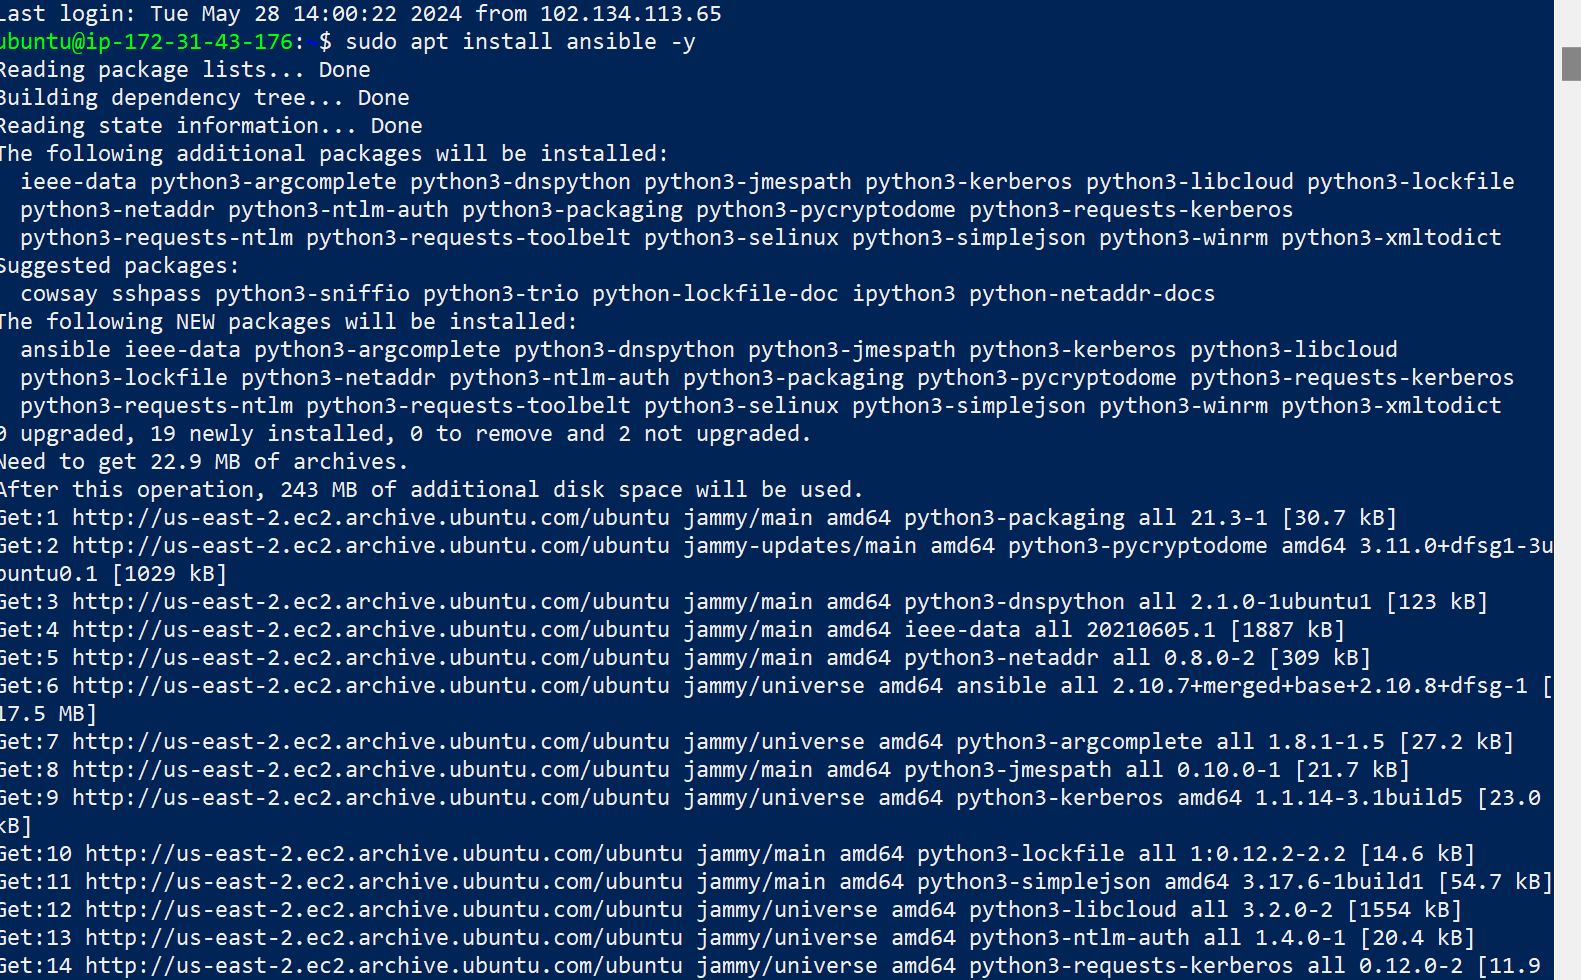 Last login: Tue May 28 14:00:22 2024 from 102.134.113.65
ubuntu@ip-172-31-43-176:~$ sudo apt install ansible -y
Reading package lists... Done
Building dependency tree... Done
Reading state information... Done
The following additional packages will be installed:
  ieee-data python3-argcomplete python3-dnspython python3-jmespath python3-kerberos python3-libcloud python3-lockfile
  python3-netaddr python3-ntlm-auth python3-packaging python3-pycryptodome python3-requests-kerberos
  python3-requests-ntlm python3-requests-toolbelt python3-selinux python3-simplejson python3-winrm python3-xmltodict
Suggested packages:
  cowsay sshpass python3-sniffio python3-trio python-lockfile-doc ipython3 python-netaddr-docs
The following NEW packages will be installed:
  ansible ieee-data python3-argcomplete python3-dnspython python3-jmespath python3-kerberos python3-libcloud
  python3-lockfile python3-netaddr python3-ntlm-auth python3-packaging python3-pycryptodome python3-requests-kerberos
  python3-requests-ntlm python3-requests-toolbelt python3-selinux python3-simplejson python3-winrm python3-xmltodict
0 upgraded, 19 newly installed, 0 to remove and 2 not upgraded.
Need to get 22.9 MB of archives.
After this operation, 243 MB of additional disk space will be used.
Get:1 http://us-east-2.ec2.archive.ubuntu.com/ubuntu jammy/main amd64 python3-packaging all 21.3-1 [30.7 kB]
Get:2 http://us-east-2.ec2.archive.ubuntu.com/ubuntu jammy-updates/main amd64 python3-pycryptodome amd64 3.11.0+dfsg1-3u
buntu0.1 [1029 kB]
Get:3 http://us-east-2.ec2.archive.ubuntu.com/ubuntu jammy/main amd64 python3-dnspython all 2.1.0-1ubuntu1 [123 kB]
Get:4 http://us-east-2.ec2.archive.ubuntu.com/ubuntu jammy/main amd64 ieee-data all 20210605.1 [1887 kB]
Get:5 http://us-east-2.ec2.archive.ubuntu.com/ubuntu jammy/main amd64 python3-netaddr all 0.8.0-2 [309 kB]
Get:6 http://us-east-2.ec2.archive.ubuntu.com/ubuntu jammy/universe amd64 ansible all 2.10.7+merged+base+2.10.8+dfsg-1 [
17.5 MB]
Get:7 http://us-east-2.ec2.archive.ubuntu.com/ubuntu jammy/universe amd64 python3-argcomplete all 1.8.1-1.5 [27.2 kB]
Get:8 http://us-east-2.ec2.archive.ubuntu.com/ubuntu jammy/main amd64 python3-jmespath all 0.10.0-1 [21.7 kB]
Get:9 http://us-east-2.ec2.archive.ubuntu.com/ubuntu jammy/universe amd64 python3-kerberos amd64 1.1.14-3.1build5 [23.0
kB]
Get:10 http://us-east-2.ec2.archive.ubuntu.com/ubuntu jammy/main amd64 python3-lockfile all 1:0.12.2-2.2 [14.6 kB]
Get:11 http://us-east-2.ec2.archive.ubuntu.com/ubuntu jammy/main amd64 python3-simplejson amd64 3.17.6-1build1 [54.7 kB]
Get:12 http://us-east-2.ec2.archive.ubuntu.com/ubuntu jammy/universe amd64 python3-libcloud all 3.2.0-2 [1554 kB]
Get:13 http://us-east-2.ec2.archive.ubuntu.com/ubuntu jammy/universe amd64 python3-ntlm-auth all 1.4.0-1 [20.4 kB]
Get:14 http://us-east-2.ec2.archive.ubuntu.com/ubuntu jammy/universe amd64 python3-requests-kerberos all 0.12.0-2 [11.9